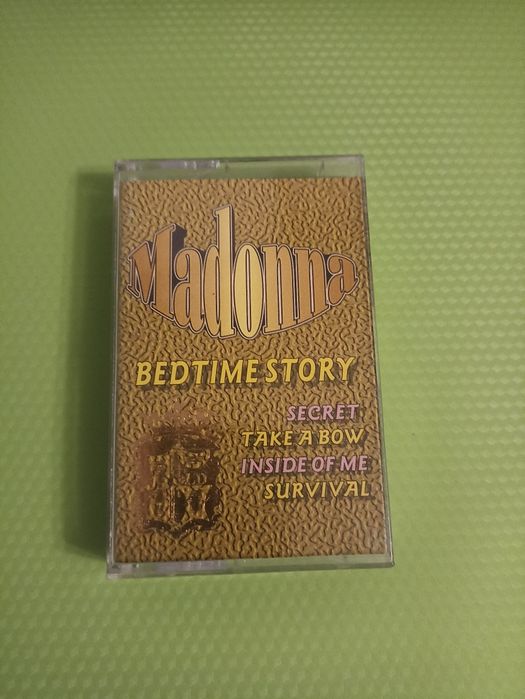 Madonna
BEDTIME STORY
SECRET
TAKE A BOW
INSIDE OF ME
SURVIVAL